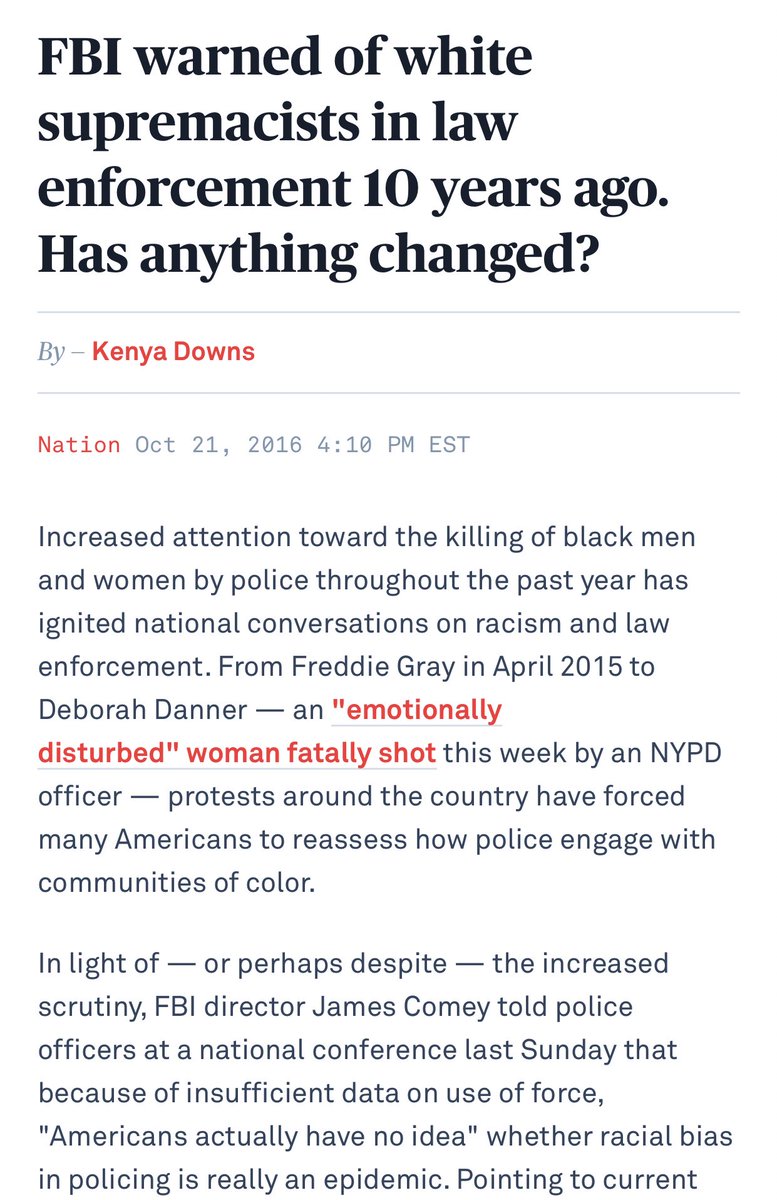 FBI warned of white
supremacists in law
enforcement 10 years ago.
Has anything changed?
By — Kenya Downs
Nation Oct 21, 2016 4:10 PM EST
Increased attention toward the killing of black men
and women by police throughout the past year has
ignited national conversations on racism and law
enforcement. From Freddie Gray in April 2015 to
Deborah Danner — an "emotionally
disturbed" woman fatally shot this week by an NYPD
officer — protests around the country have forced
many Americans to reassess how police engage with
communities of color.
In light of — or perhaps despite — the increased
scrutiny, FBI director James Comey told police
officers at a national conference last Sunday that
because of insufficient data on use of force,
"Americans actually have no idea" whether racial bias
in policing is really an epidemic. Pointing to current